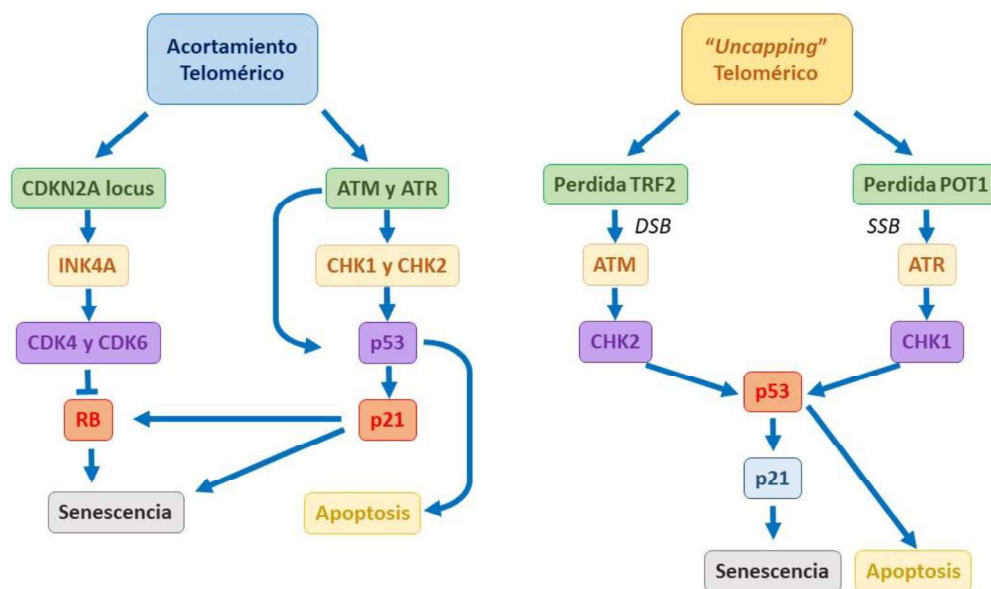 Acortamiento
Telomérico
CDKN2A locus
ATM y ATR
INK4A
CHK1 y CHK2
CDK4 y CDK6
p53
RB
p21
Senescencia
Apoptosis
“Uncapping”
Telomérico
Perdida TRF2
Perdida POT1
DSB
SSB
ATM
ATR
CHK2
CHK1
p53
p21
Senescencia
Apoptosis